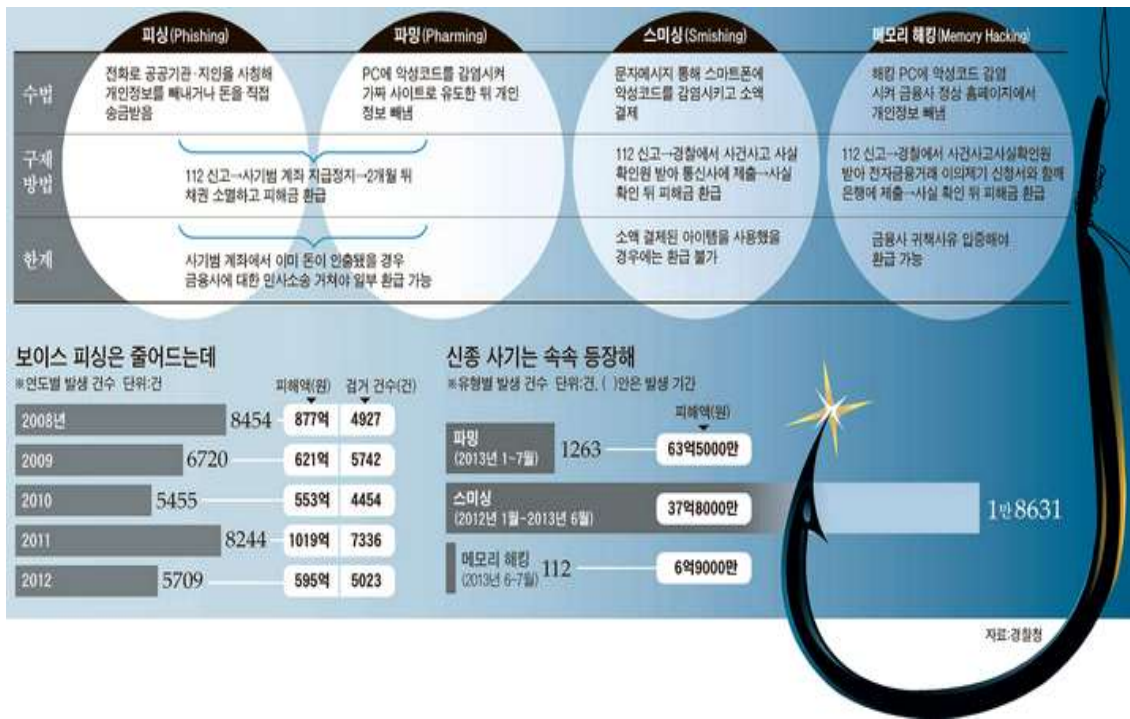 피싱(Phishing)
파밍(Pharming)
스미싱(Smishing)
메모리 해킹(Memory Hacking)
수법
전화로 공공기관·지인을 사칭해
개인정보를 빼내거나 돈을 직접
송금받음
PC에 악성코드를 감염시켜
가짜 사이트로 유도한 뒤 개인
정보 빼냄
문자메시지 통해 스마트폰에
악성코드를 감염시키고 소액
결제
해킹 PC에 악성코드 감염
시켜 금융사 정상 홈페이지에서
개인정보 빼냄
구제
방법
112 신고→사기범 계좌 지급정지→2개월 뒤
채권 소멸하고 피해금 환급
112 신고→경찰에서 사건사고 사실
확인원 받아 통신사에 제출→사실
확인 뒤 피해금 환급
112 신고→경찰에서 사건사고사실확인원
받아 전자금융거래 이의제기 신청서와 함께
은행에 제출→사실 확인 뒤 피해금 환급
한계
사기범 계좌에서 이미 돈이 인출됐을 경우
금융사에 대한 민사소송 거쳐야 일부 환급 가능
소액 결제된 아이템을 사용했을
경우에는 환급 불가
금융사 귀책사유 입증해야
환급 가능
보이스 피싱은 줄어드는데
※연도별 발생 건수 단위:건
피해액(원) 검거 건수(건)
2008년 8454 877억 4927
2009 6720 621억 5742
2010 5455 553억 4454
2011 8244 1019억 7336
2012 5709 595억 5023
신종 사기는 속속 등장해
※유형별 발생 건수 단위:건, ( )안은 발생 기간
피해액(원)
파밍
(2013년 1~7월) 1263 63억5000만
스미싱
(2012년 1월~2013년 6월) 37억8000만 1만8631
메모리 해킹
(2013년 6~7월) 112 6억9000만
자료:경찰청